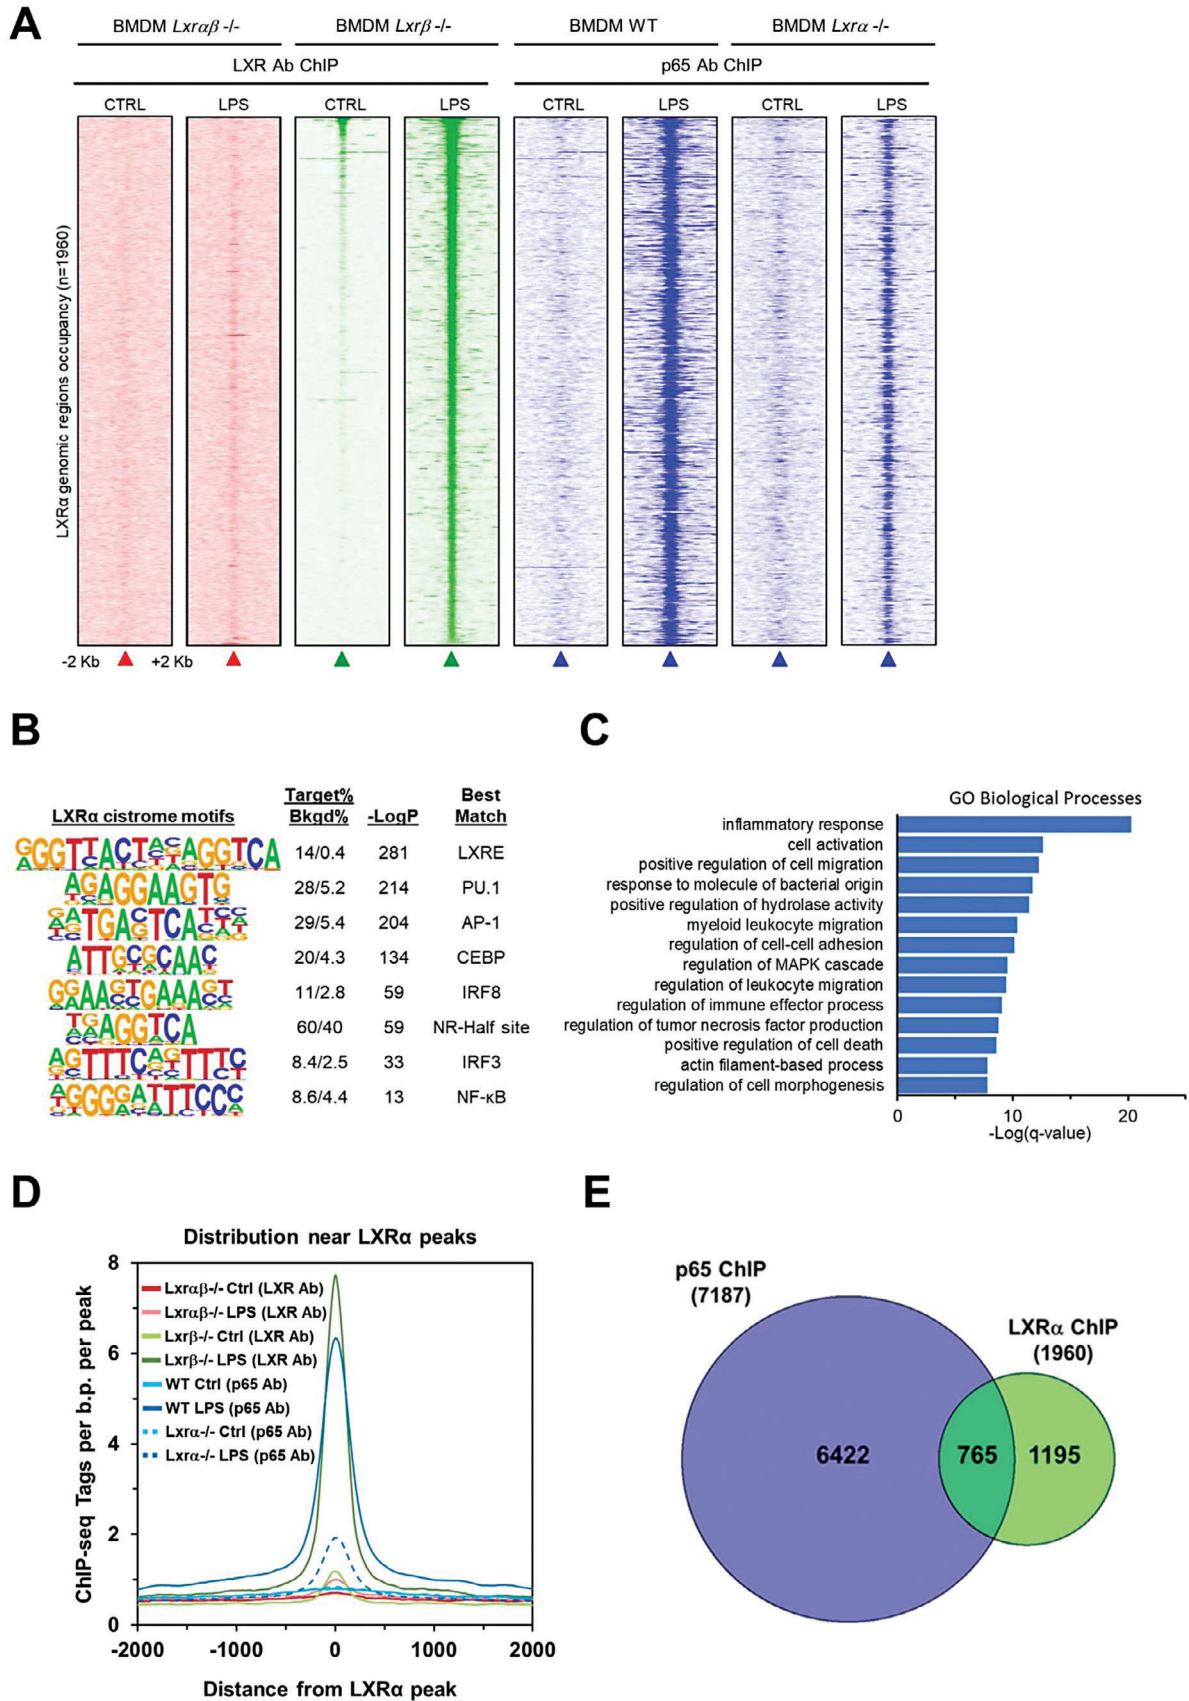 A
BMDM Lxrαβ -/-
BMDM Lxrβ -/-
BMDM WT
BMDM Lxrα -/-
LXR Ab ChIP
p65 Ab ChIP
CTRL LPS CTRL LPS CTRL LPS CTRL LPS
LXRα genomic regions occupancy (n=1960)
-2 Kb +2 Kb
B
LXRα cistrome motifs
Target%
Bkgd%
-LogP
Best
Match
GGGTTACTAGAGGTCA 14/0.4 281 LXRE
AGAGGAAGTG 28/5.2 214 PU.1
GATGAGTCATCC 29/5.4 204 AP-1
ATTGCGCAAC 20/4.3 134 CEBP
GGAAGTGAAAGT 11/2.8 59 IRF8
TGAGGTCA 60/40 59 NR-Half site
AGTTTCAGTTTC 8.4/2.5 33 IRF3
AGGGGATTTCCC 8.6/4.4 13 NF-κB
C
GO Biological Processes
inflammatory response
cell activation
positive regulation of cell migration
response to molecule of bacterial origin
positive regulation of hydrolase activity
myeloid leukocyte migration
regulation of cell-cell adhesion
regulation of MAPK cascade
regulation of leukocyte migration
regulation of immune effector process
regulation of tumor necrosis factor production
positive regulation of cell death
actin filament-based process
regulation of cell morphogenesis
0 10 20
-Log(q-value)
D
Distribution near LXRα peaks
ChIP-seq Tags per b.p. per peak
8
6
4
2
0
Lxrαβ-/- Ctrl (LXR Ab)
Lxrαβ-/- LPS (LXR Ab)
Lxrβ-/- Ctrl (LXR Ab)
Lxrβ-/- LPS (LXR Ab)
WT Ctrl (p65 Ab)
WT LPS (p65 Ab)
Lxrα-/- Ctrl (p65 Ab)
Lxrα-/- LPS (p65 Ab)
-2000 -1000 0 1000 2000
Distance from LXRα peak
E
p65 ChIP
(7187)
LXRα ChIP
(1960)
6422 765 1195